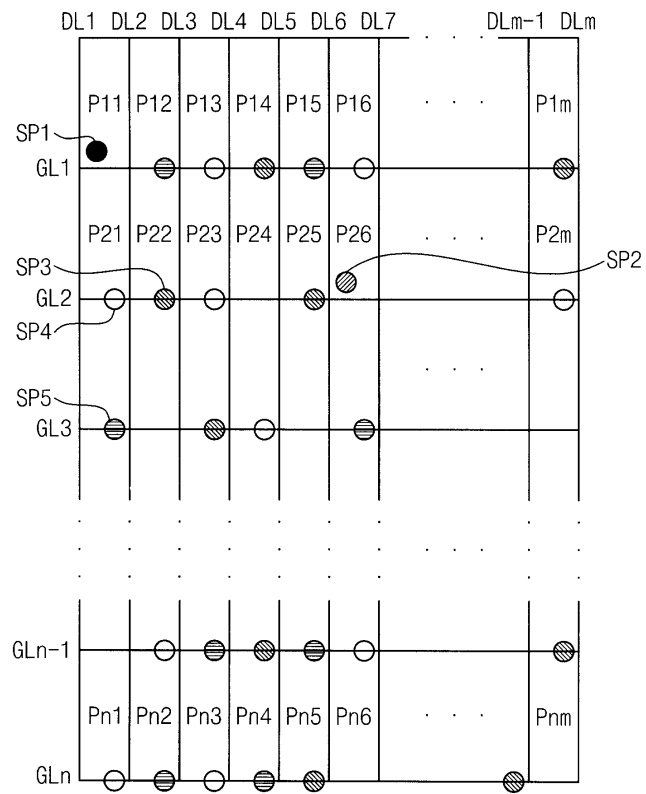 DL1 DL2 DL3 DL4 DL5 DL6 DL7 · · · DLm-1 DLm
P11 P12 P13 P14 P15 P16 · · · P1m
SP1
GL1
P21 P22 P23 P24 P25 P26 · · · P2m
SP3
SP2
GL2
SP4
· · ·
SP5
GL3
· · ·
GLn-1
Pn1 Pn2 Pn3 Pn4 Pn5 Pn6 · · · Pnm
GLn